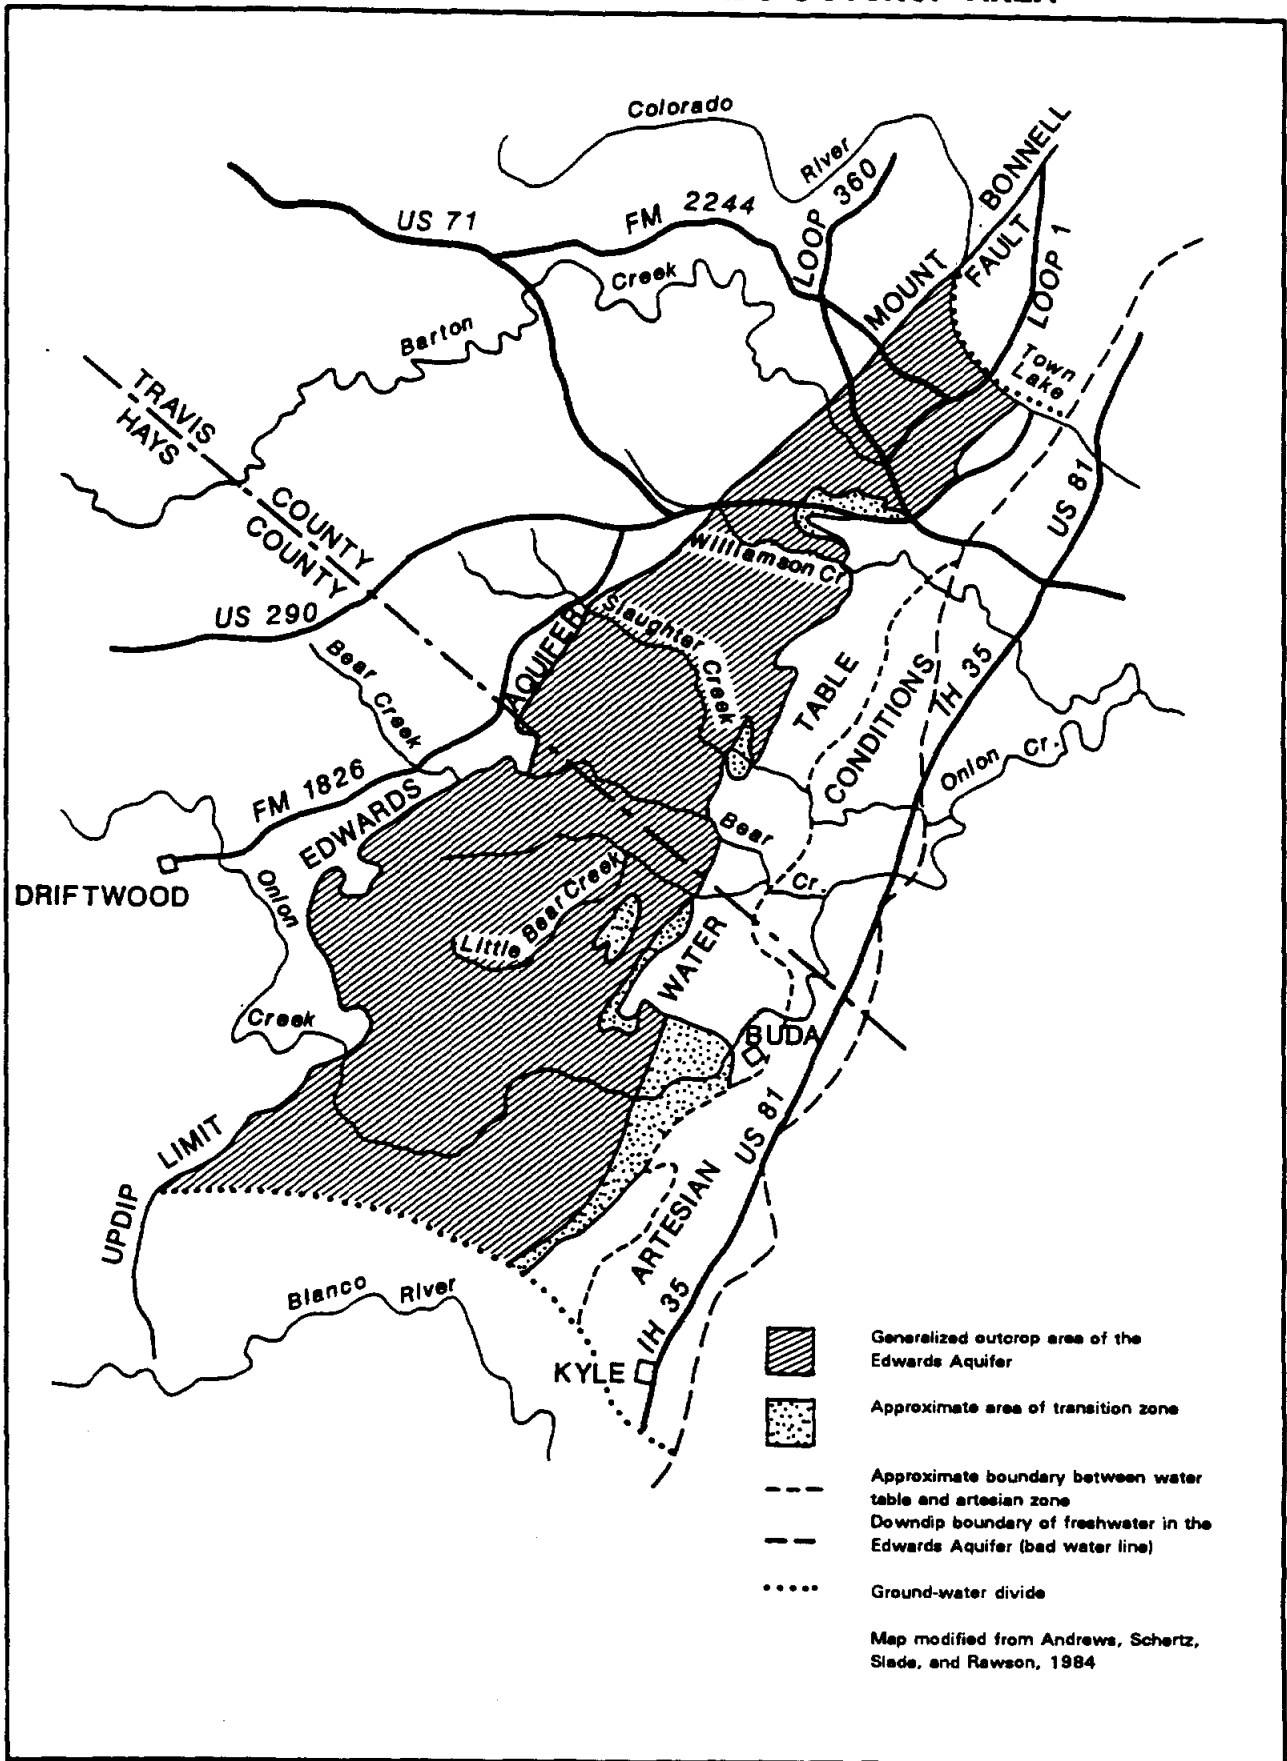 Colorado
River
BONNELL
LOOP 360
FM 2244
US 71
FAULT
MOUNT
LOOP 1
Creek
Barton
Town
Lake
TRAVIS
HAYS
COUNTY
COUNTY
US 81
Williamson Cr
US 290
Slaughter
Creek
AQUIFER
Bear
Creek
TABLE
CONDITIONS
IH 35
Onion Cr.
FM 1826
EDWARDS
Bear
Cr.
DRIFTWOOD
Onion
Creek
Little Bear Creek
WATER
BUDA
US 81
LIMIT
UPDIP
ARTESIAN
IH 35
Blanco River
KYLE
Generalized outcrop area of the
Edwards Aquifer
Approximate area of transition zone
Approximate boundary between water
table and artesian zone
Downdip boundary of freshwater in the
Edwards Aquifer (bad water line)
Ground-water divide
Map modified from Andrews, Schertz,
Slade, and Rawson, 1984